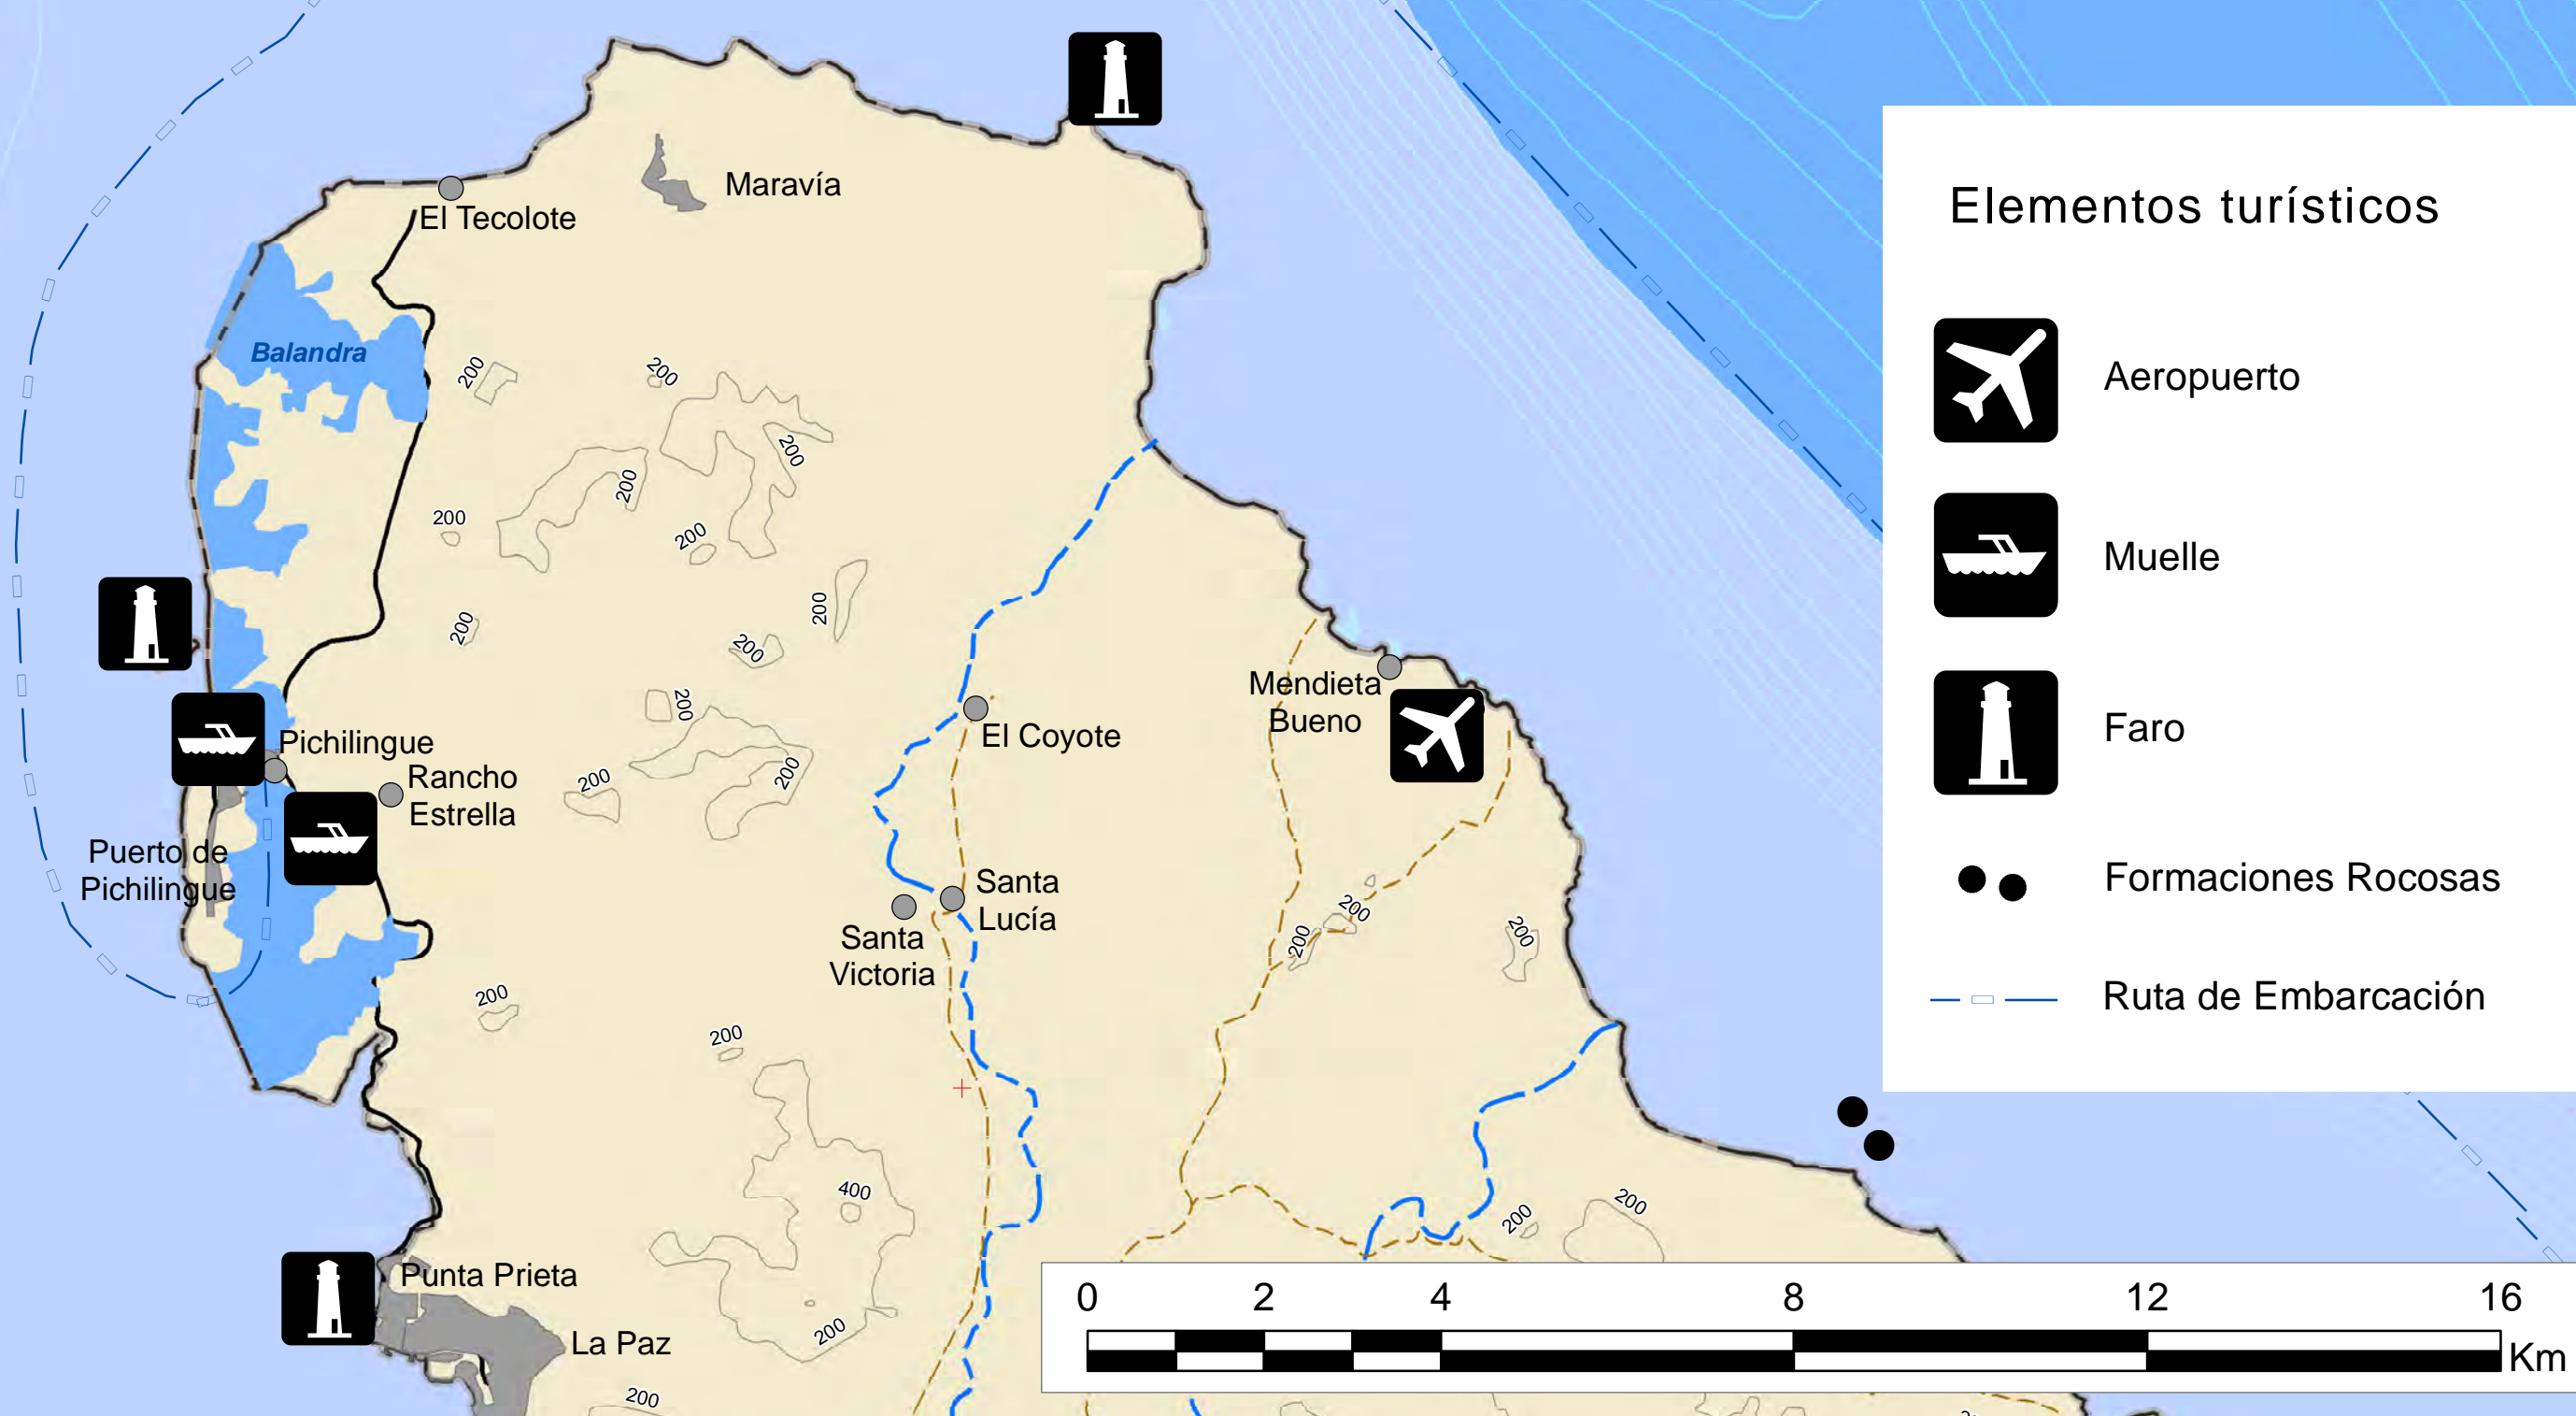 Maravía
El Tecolote
Elementos turísticos
Balandra
200
200
Aeropuerto
200
200
200
200
Muelle
200
200
200
200
Mendieta
Bueno
Faro
El Coyote
Pichilingue
Rancho
Estrella
200
200
Puerto de
Pichilingue
Santa
Lucía
Formaciones Rocosas
200
200
200
Santa
Victoria
200
Ruta de Embarcación
200
400
200
200
Punta Prieta
0 2 4 8 12 16
Km
La Paz
200
200